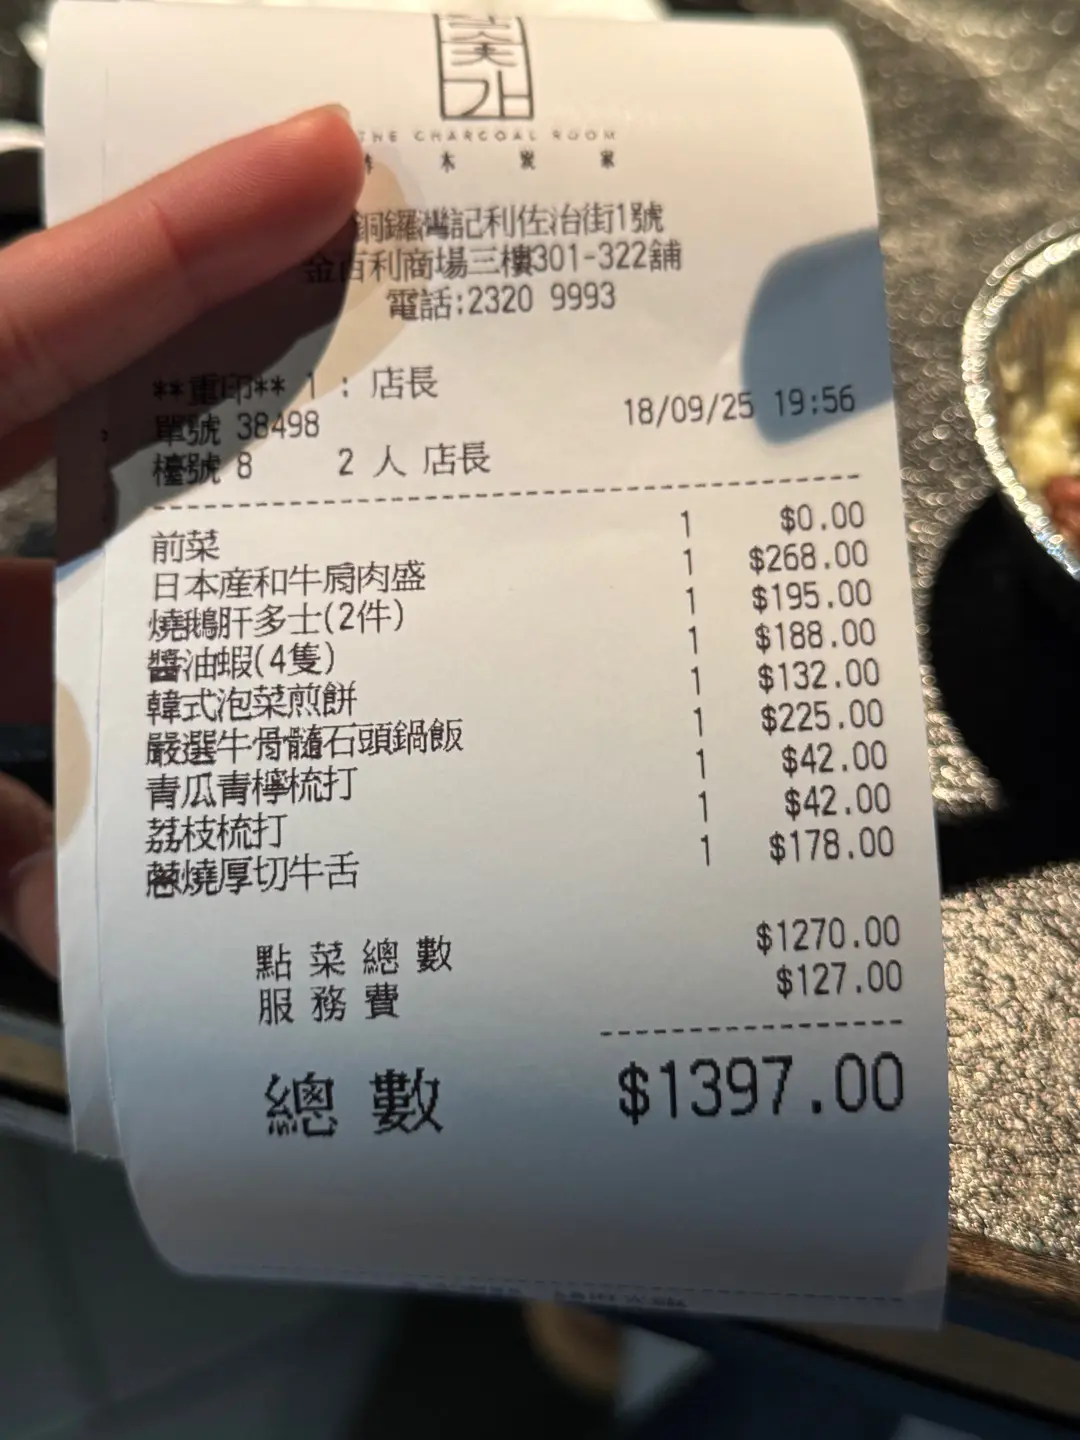 THE CHARCOAL ROOM
木 炭 家
銅鑼灣記利佐治街1號
金百利商場三樓301-322舖
電話:2320 9993
**重印** 1 : 店長
單號 38498 18/09/25 19:56
檯號 8 2 人 店長
前菜 1 $0.00
日本產和牛肩肉盛 1 $268.00
燒鵝肝多士(2件) 1 $195.00
醬油蝦(4隻) 1 $188.00
韓式泡菜煎餅 1 $132.00
嚴選牛骨髓石頭鍋飯 1 $225.00
青瓜青檸梳打 1 $42.00
荔枝梳打 1 $42.00
蔥燒厚切牛舌 1 $178.00
點菜總數 $1270.00
服務費 $127.00
總數 $1397.00